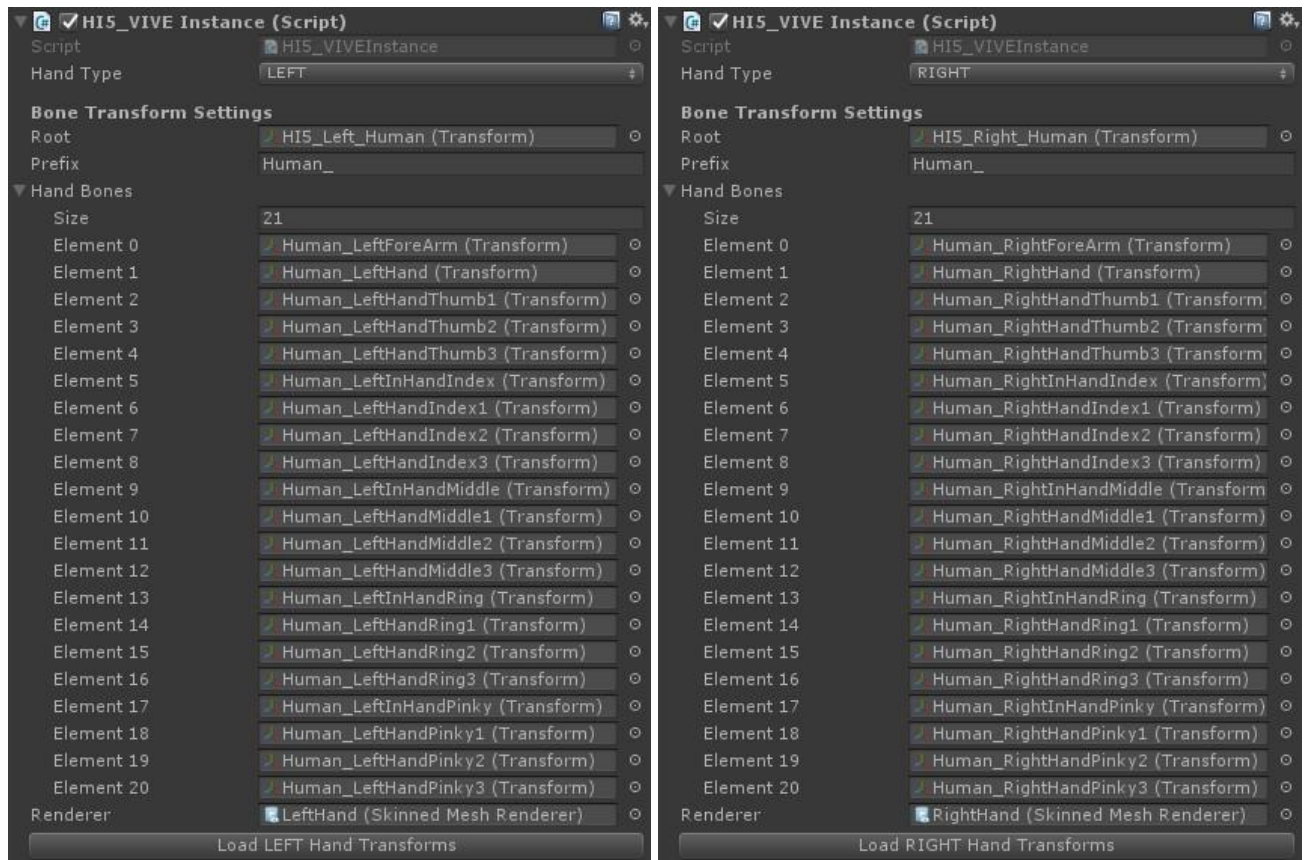 HI5_VIVE Instance (Script)
Script HI5_VIVEInstance
Hand Type LEFT
Bone Transform Settings
Root HI5_Left_Human (Transform)
Prefix Human_
Hand Bones
Size 21
Element 0 Human_LeftForeArm (Transform)
Element 1 Human_LeftHand (Transform)
Element 2 Human_LeftHandThumb1 (Transform)
Element 3 Human_LeftHandThumb2 (Transform)
Element 4 Human_LeftHandThumb3 (Transform)
Element 5 Human_LeftInHandIndex (Transform)
Element 6 Human_LeftHandIndex1 (Transform)
Element 7 Human_LeftHandIndex2 (Transform)
Element 8 Human_LeftHandIndex3 (Transform)
Element 9 Human_LeftInHandMiddle (Transform)
Element 10 Human_LeftHandMiddle1 (Transform)
Element 11 Human_LeftHandMiddle2 (Transform)
Element 12 Human_LeftHandMiddle3 (Transform)
Element 13 Human_LeftInHandRing (Transform)
Element 14 Human_LeftHandRing1 (Transform)
Element 15 Human_LeftHandRing2 (Transform)
Element 16 Human_LeftHandRing3 (Transform)
Element 17 Human_LeftInHandPinky (Transform)
Element 18 Human_LeftHandPinky1 (Transform)
Element 19 Human_LeftHandPinky2 (Transform)
Element 20 Human_LeftHandPinky3 (Transform)
Renderer LeftHand (Skinned Mesh Renderer)
Load LEFT Hand Transforms
HI5_VIVE Instance (Script)
Script HI5_VIVEInstance
Hand Type RIGHT
Bone Transform Settings
Root HI5_Right_Human (Transform)
Prefix Human_
Hand Bones
Size 21
Element 0 Human_RightForeArm (Transform)
Element 1 Human_RightHand (Transform)
Element 2 Human_RightHandThumb1 (Transform
Element 3 Human_RightHandThumb2 (Transform
Element 4 Human_RightHandThumb3 (Transform
Element 5 Human_RightInHandIndex (Transform)
Element 6 Human_RightHandIndex1 (Transform)
Element 7 Human_RightHandIndex2 (Transform)
Element 8 Human_RightHandIndex3 (Transform)
Element 9 Human_RightInHandMiddle (Transform
Element 10 Human_RightHandMiddle1 (Transform)
Element 11 Human_RightHandMiddle2 (Transform)
Element 12 Human_RightHandMiddle3 (Transform)
Element 13 Human_RightInHandRing (Transform)
Element 14 Human_RightHandRing1 (Transform)
Element 15 Human_RightHandRing2 (Transform)
Element 16 Human_RightHandRing3 (Transform)
Element 17 Human_RightInHandPinky (Transform)
Element 18 Human_RightHandPinky1 (Transform)
Element 19 Human_RightHandPinky2 (Transform)
Element 20 Human_RightHandPinky3 (Transform)
Renderer RightHand (Skinned Mesh Renderer)
Load RIGHT Hand Transforms